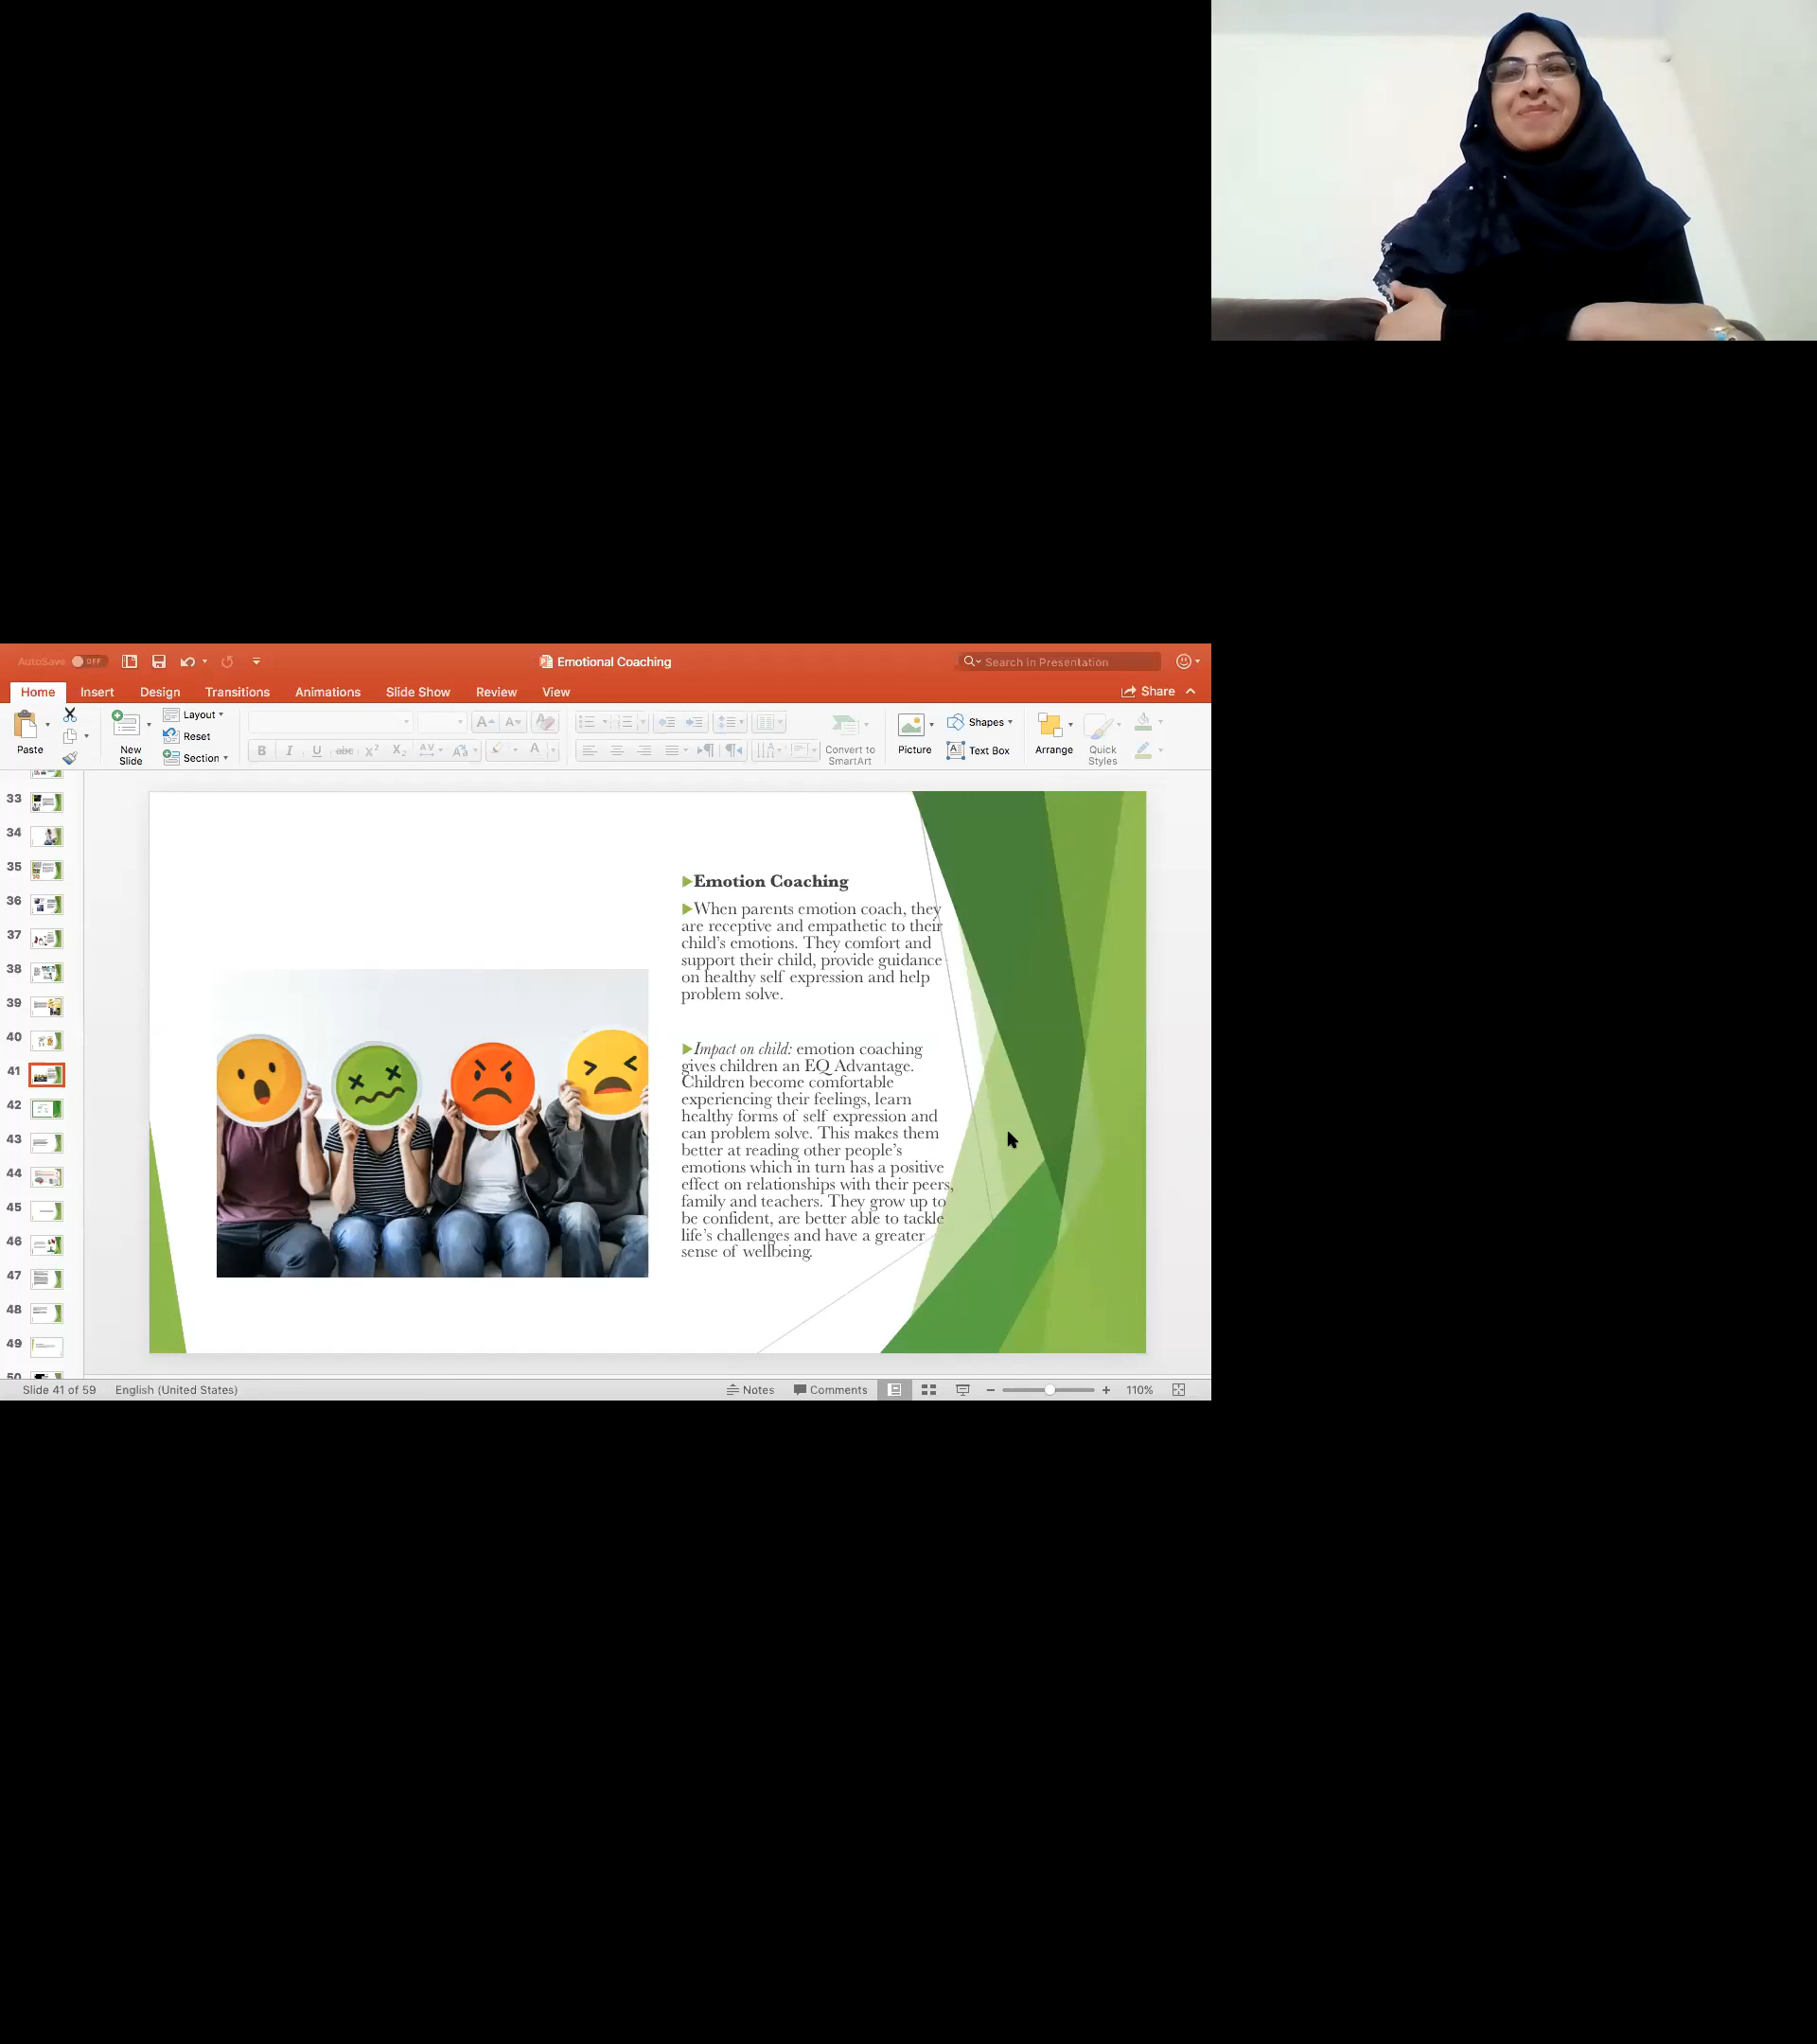 AutoSave OFF
Emotional Coaching
Search in Presentation
Home Insert Design Transitions Animations Slide Show Review View
Share
Paste
New Slide
Layout
Reset
Section
Convert to SmartArt
Picture
Shapes
Text Box
Arrange
Quick Styles
33
34
35
36
37
38
39
40
41
42
43
44
45
46
47
48
49
50
Emotion Coaching
When parents emotion coach, they
are receptive and empathetic to their
child's emotions. They comfort and
support their child, provide guidance
on healthy self expression and help
problem solve.
Impact on child: emotion coaching
gives children an EQ Advantage.
Children become comfortable
experiencing their feelings, learn
healthy forms of self expression and
can problem solve. This makes them
better at reading other people's
emotions which in turn has a positive
effect on relationships with their peers,
family and teachers. They grow up to
be confident, are better able to tackle
life's challenges and have a greater
sense of wellbeing.
Slide 41 of 59 English (United States)
Notes Comments 110%